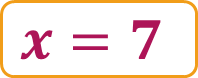 x = 7